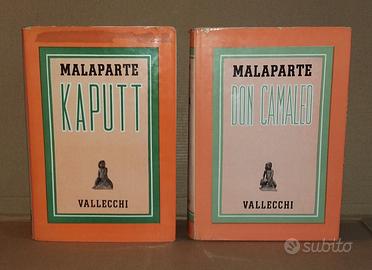 MALAPARTE
KAPUTT
VALLECCHI
MALAPARTE
DON CAMALEO
VALLECCHI
subito